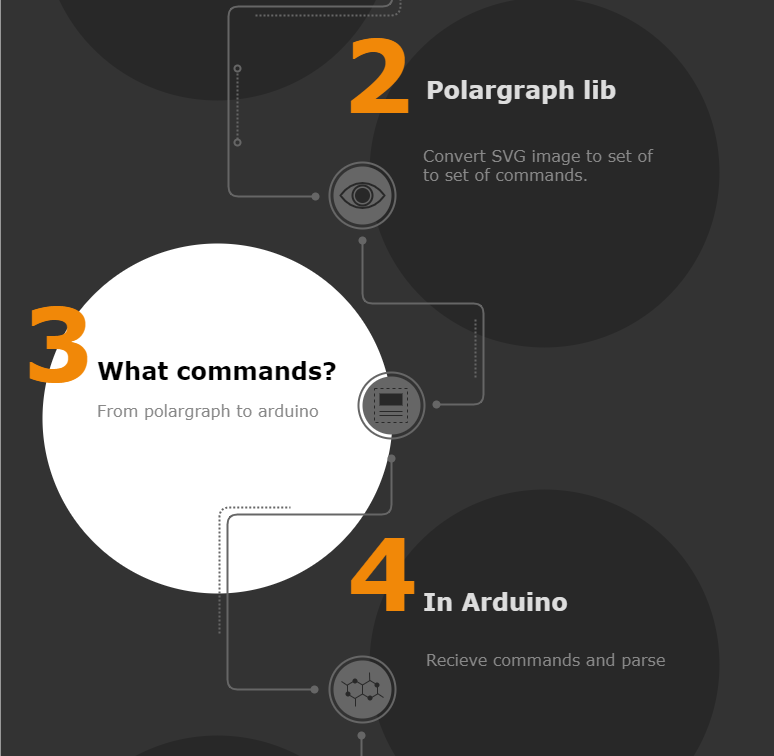 2
Polargraph lib
Convert SVG image to set of
to set of commands.
3
What commands?
From polargraph to arduino
4
In Arduino
Recieve commands and parse